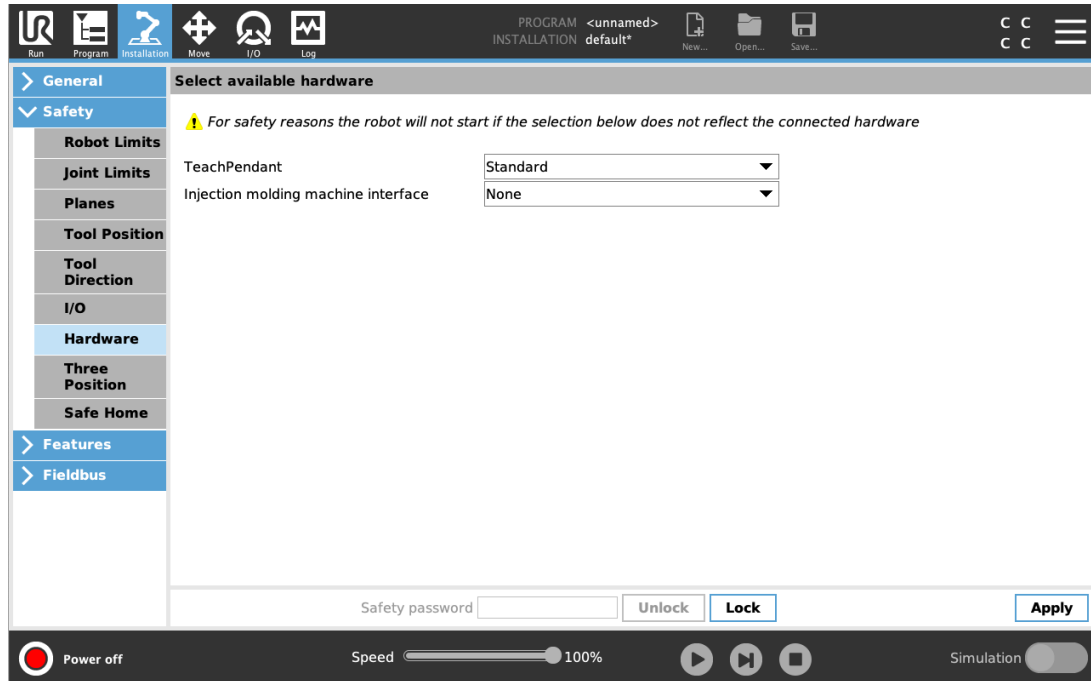 PROGRAM <unnamed>
INSTALLATION default*
C C
C C
UR
Run
Program
Installation
Move
I/O
Log
New...
Open...
Save...
General
Safety
Robot Limits
Joint Limits
Planes
Tool Position
Tool
Direction
I/O
Hardware
Three
Position
Safe Home
Features
Fieldbus
Select available hardware
For safety reasons the robot will not start if the selection below does not reflect the connected hardware
TeachPendant Standard
Injection molding machine interface None
Safety password Unlock Lock Apply
Power off Speed 100% Simulation